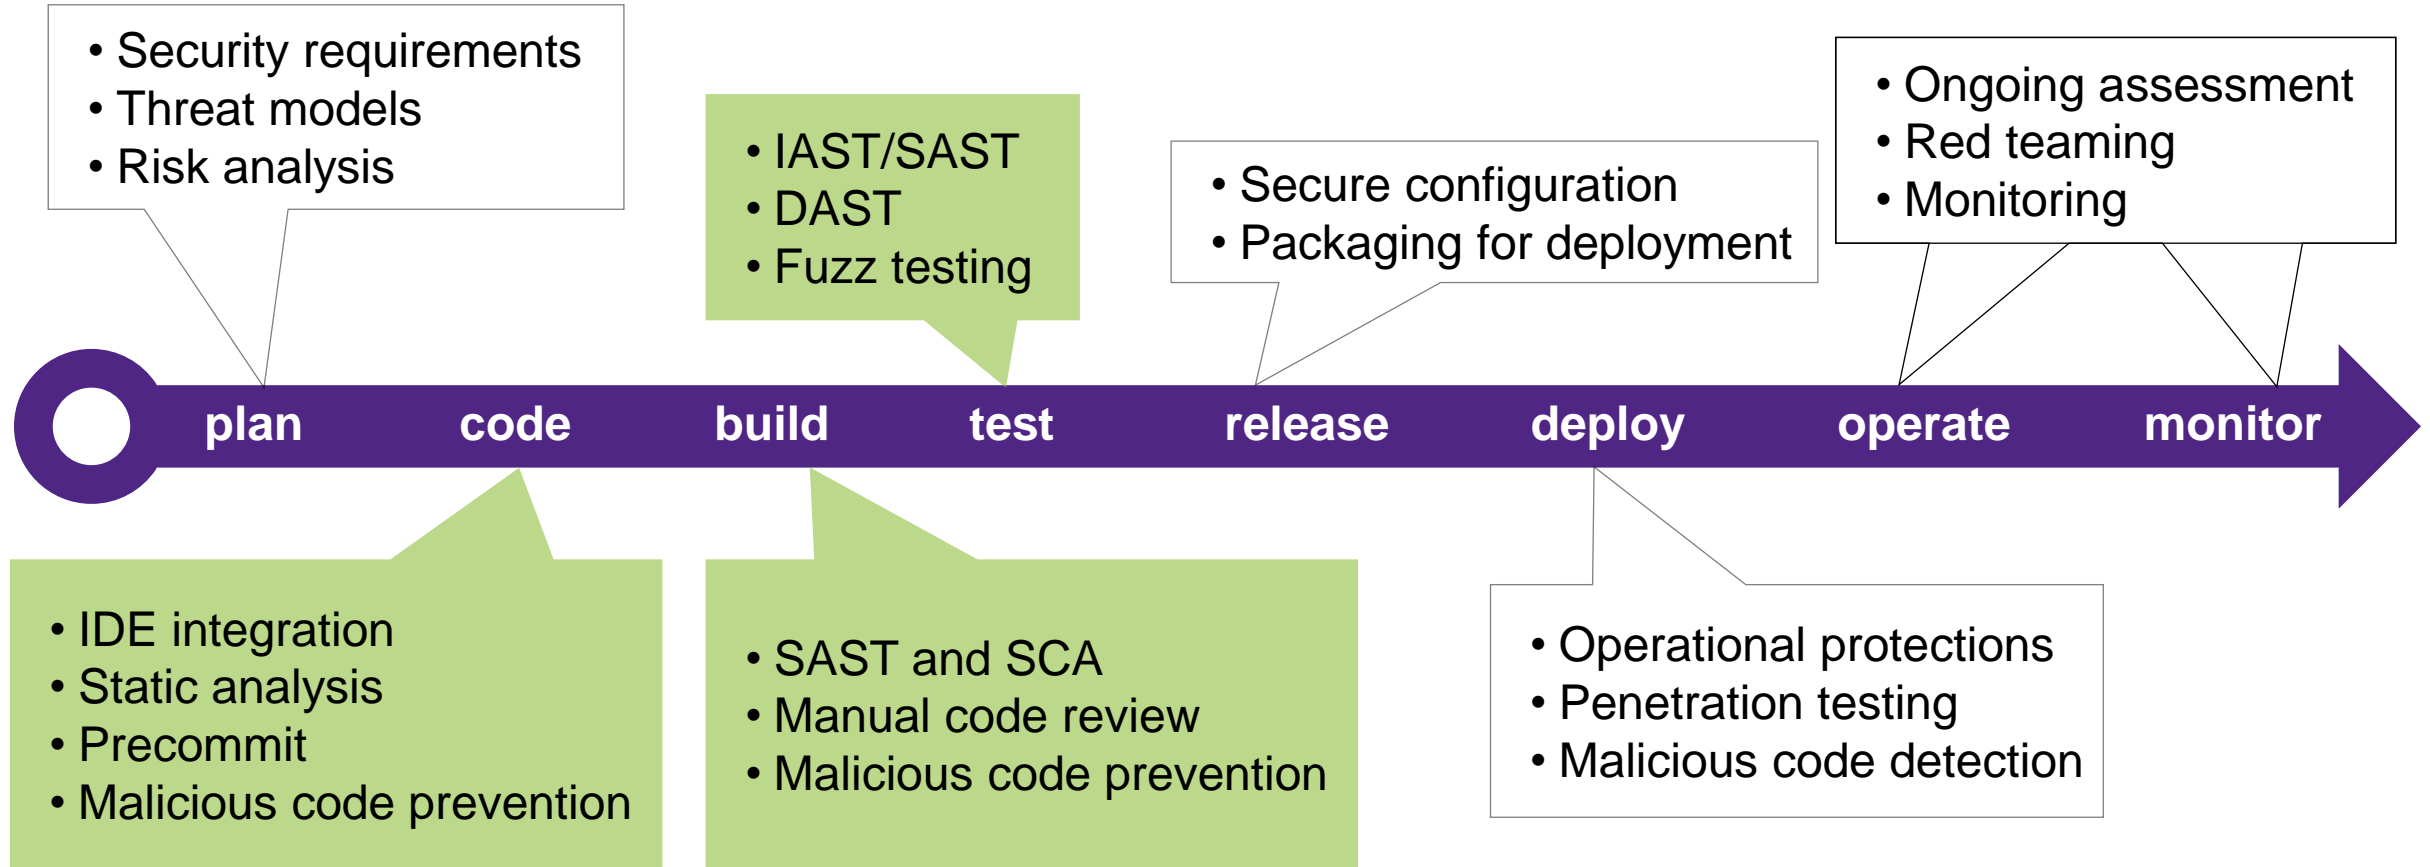 • Security requirements
• Threat models
• Risk analysis
• IAST/SAST
• DAST
• Fuzz testing
• Secure configuration
• Packaging for deployment
• Ongoing assessment
• Red teaming
• Monitoring
plan code build test release deploy operate monitor
• IDE integration
• Static analysis
• Precommit
• Malicious code prevention
• SAST and SCA
• Manual code review
• Malicious code prevention
• Operational protections
• Penetration testing
• Malicious code detection